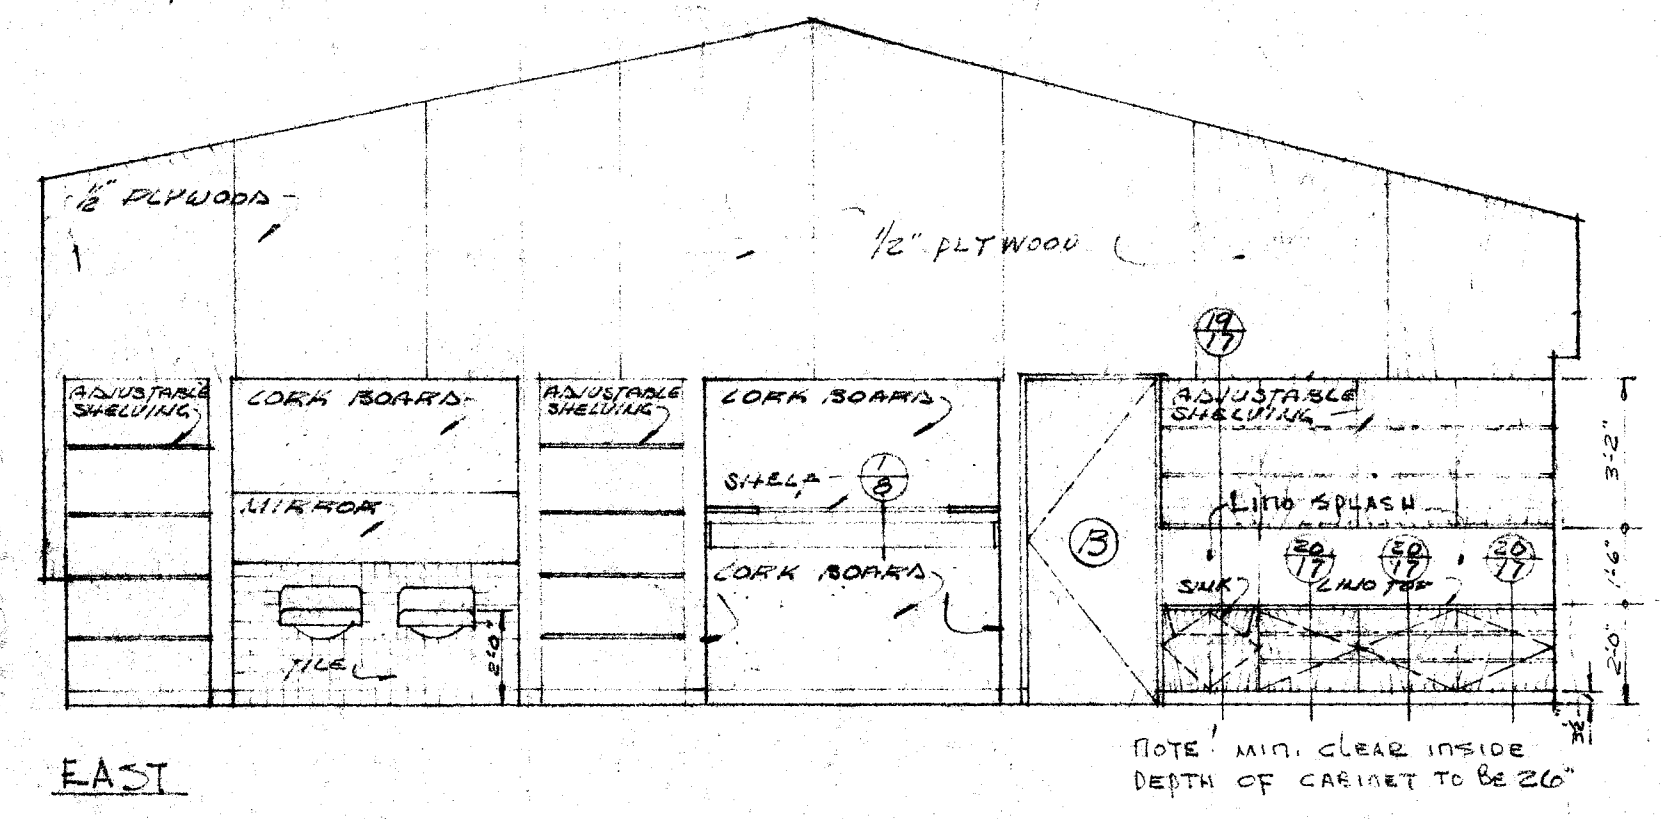 1/2" PLYWOOD
1/2" PLYWOOD
19
17
ADJUSTABLE
SHELVING
CORK BOARD
ADJUSTABLE
SHELVING
CORK BOARD
ADJUSTABLE
SHELVING
3'-2"
SHELF
1
8
MIRROR
LINO SPLASH
13
CORK BOARD
20
17
20
17
20
17
1'-6"
SINK
LINO TOP
TILE
2'-0"
2'-0"
EAST
NOTE: MIN. CLEAR INSIDE
DEPTH OF CABINET TO BE 26"